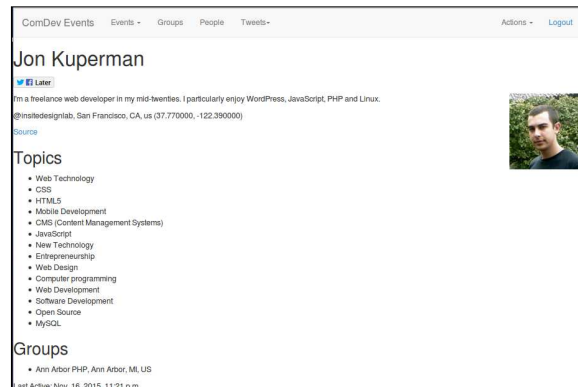 ComDev Events Events Groups People Tweets Actions Logout
Jon Kuperman
Later
I'm a freelance web developer in my mid-twenties. I particularly enjoy WordPress, JavaScript, PHP and Linux.
@insitedesignlab, San Francisco, CA, us (37.770000, -122.390000)
Source
Topics
Web Technology
CSS
HTML5
Mobile Development
CMS (Content Management Systems)
JavaScript
New Technology
Entrepreneurship
Web Design
Computer programming
Web Development
Software Development
Open Source
MySQL
Groups
Ann Arbor PHP, Ann Arbor, MI, US
Last Active: Nov. 16, 2015, 11:21 p.m.